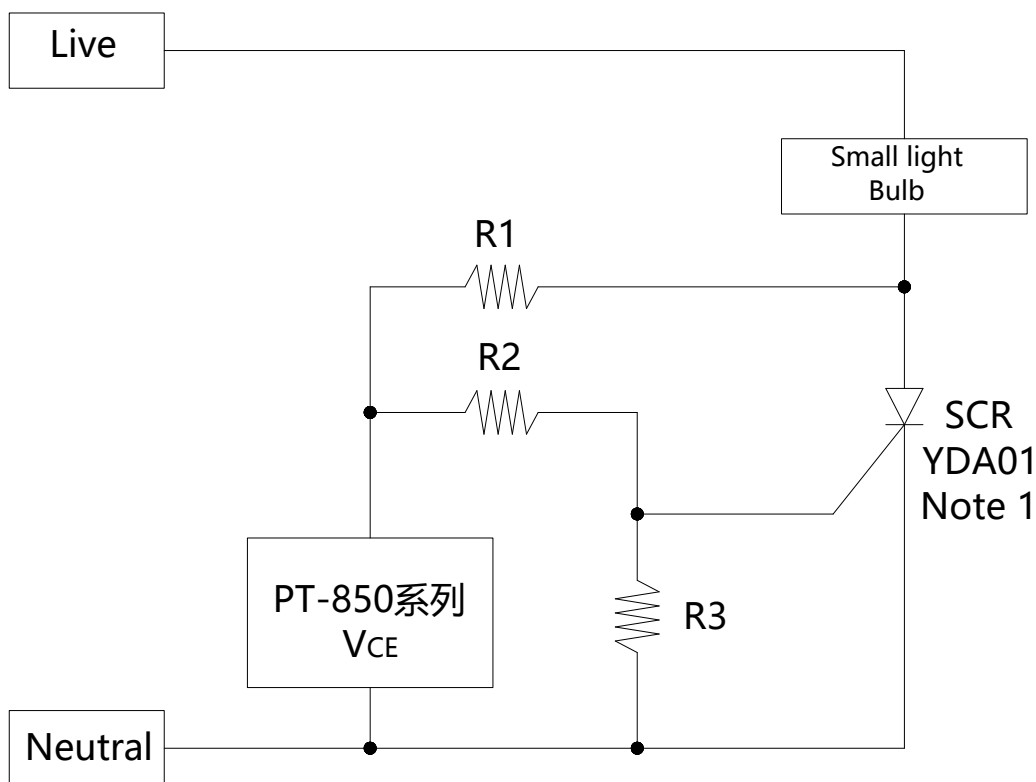 Live
Small light
Bulb
R1
R2
SCR
YDA01
Note 1
PT-850系列
VCE
R3
Neutral